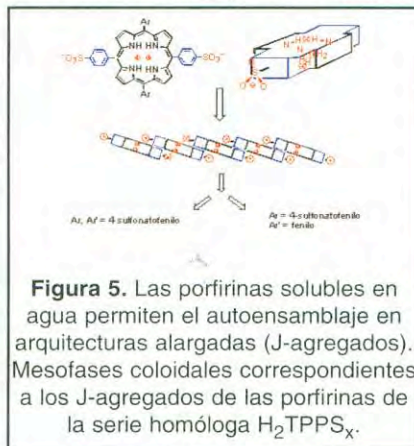 Ar
⁻O₃S
SO₃⁻
NH HN
⊕ ⊕
NH HN
Ar'
Ar, Ar' = 4-sulfonatofenilo
Ar = 4-sulfonatofenilo
Ar' = fenilo
Figura 5. Las porfirinas solubles en
agua permiten el autoensamblaje en
arquitecturas alargadas (J-agregados).
Mesofases coloidales correspondientes
a los J-agregados de las porfirinas de
la serie homóloga H₂TPPSₓ.